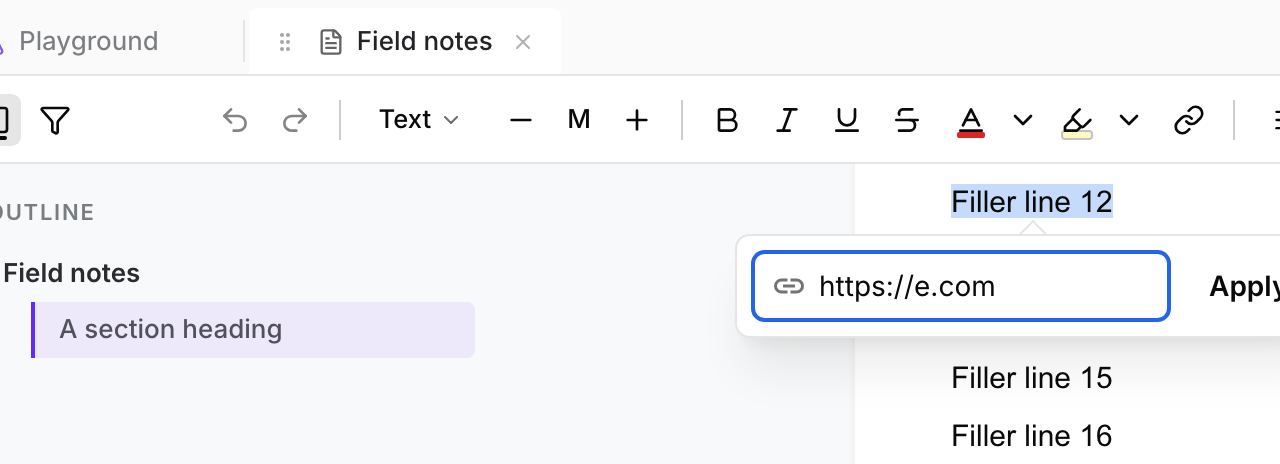 Playground
Field notes
Text
M
B I U S A
OUTLINE
Field notes
A section heading
Filler line 12
https://e.com
Apply
Filler line 15
Filler line 16